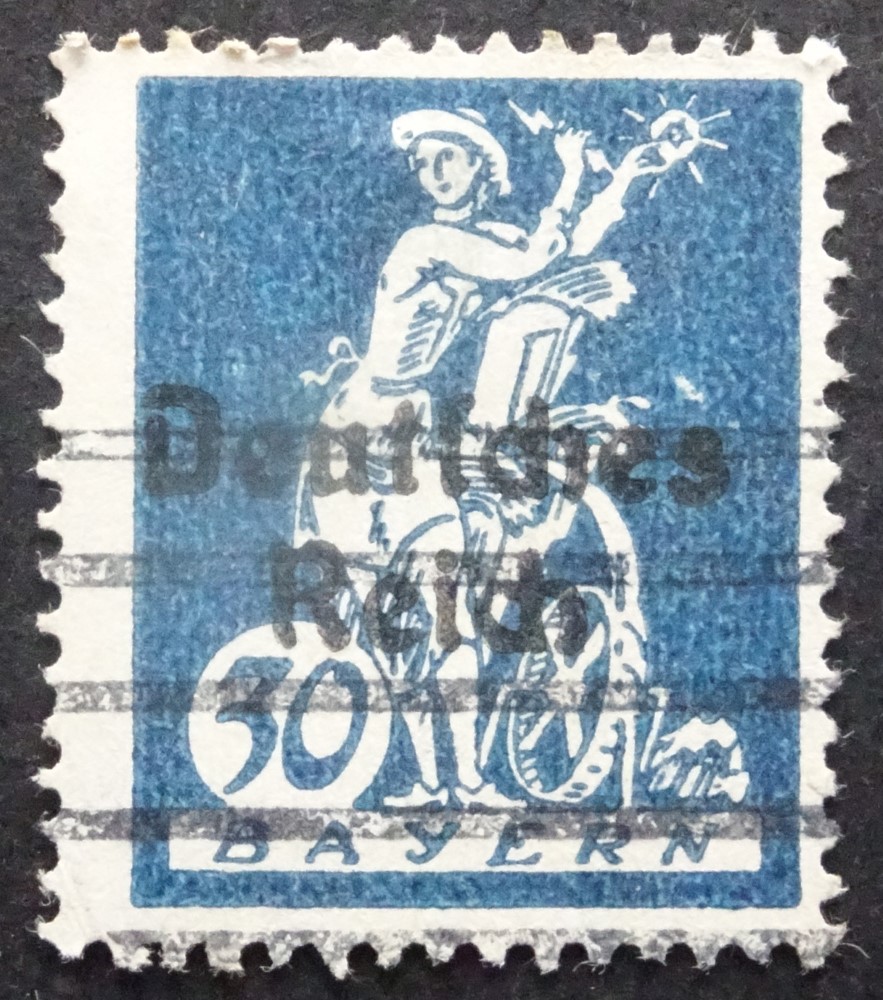 Deutsches
Reich
30
BAYERN